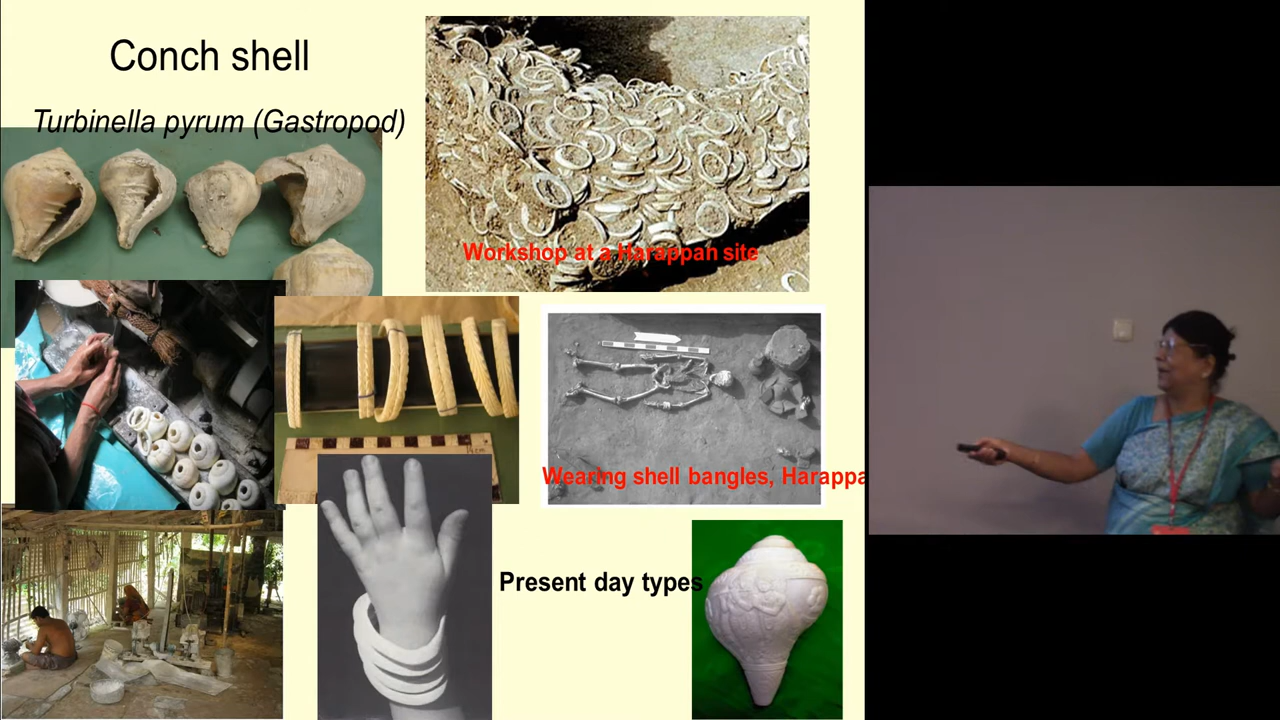 Conch shell
Turbinella pyrum (Gastropod)
Workshop at a Harappan site
Wearing shell bangles, Harappa
Present day types